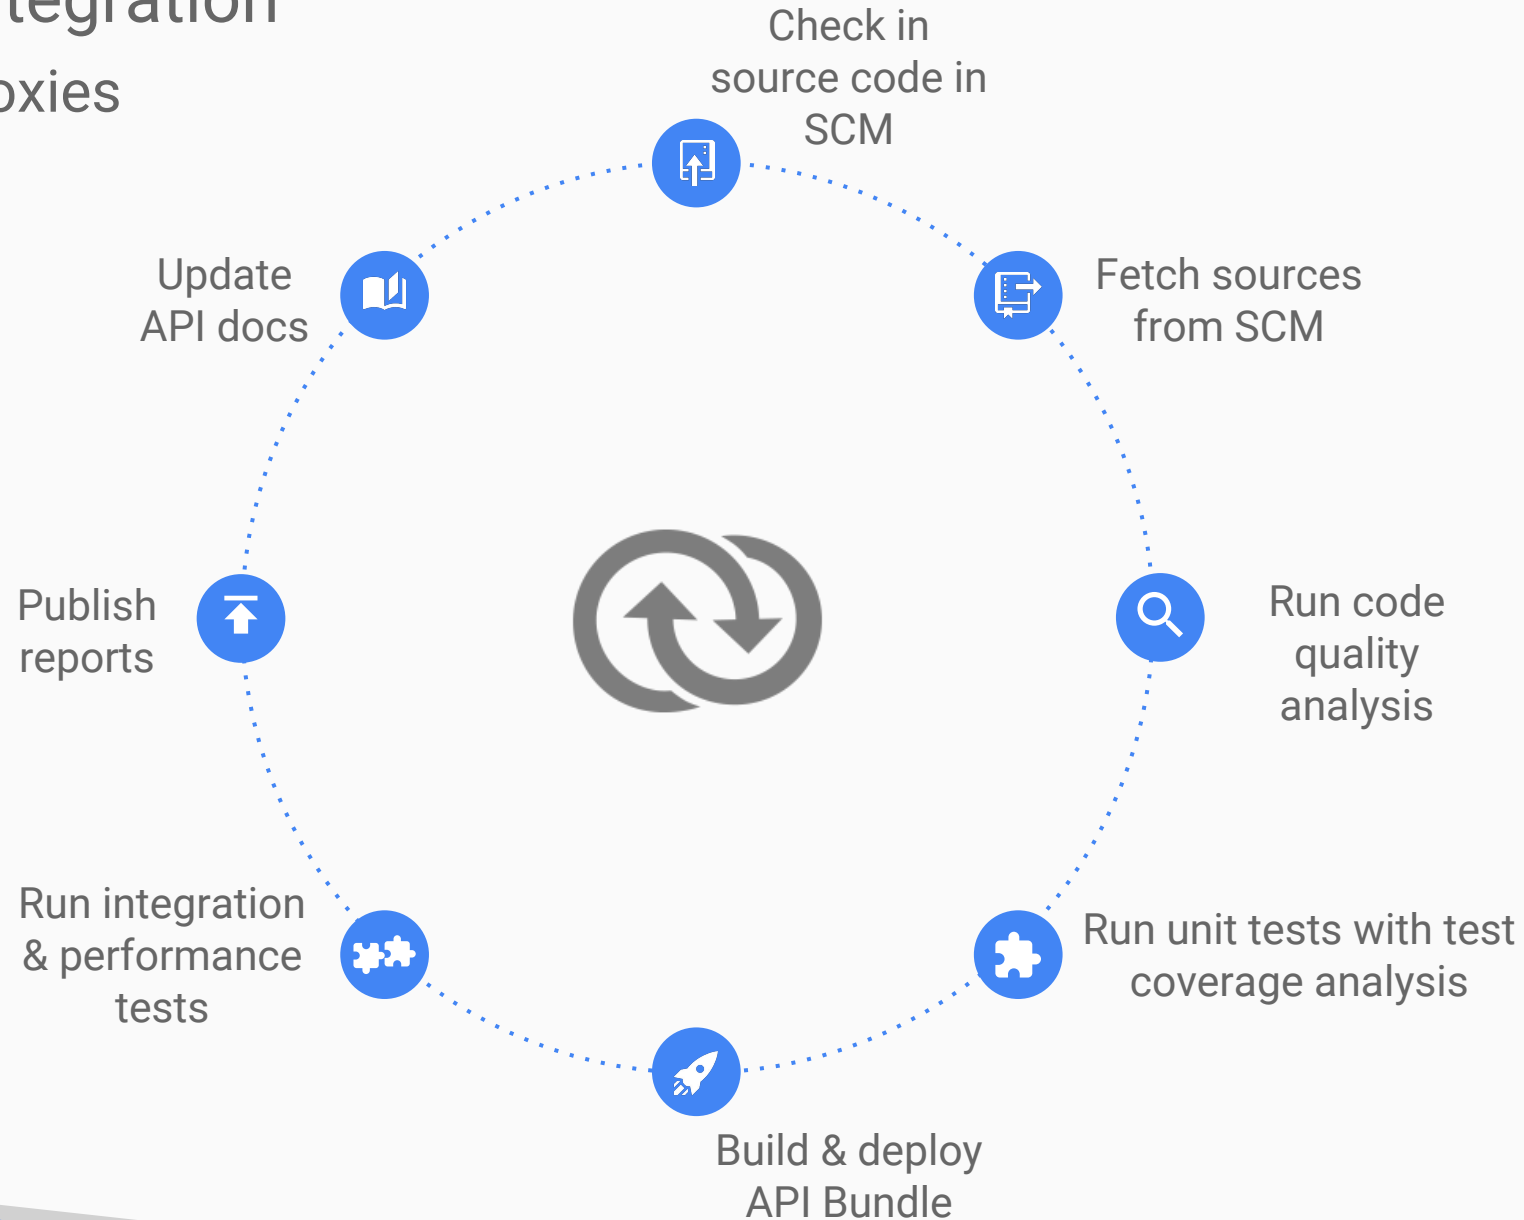 tegration
oxies
Check in
source code in
SCM
Fetch sources
from SCM
Run code
quality
analysis
Run unit tests with test
coverage analysis
Build & deploy
API Bundle
Run integration
& performance
tests
Publish
reports
Update
API docs